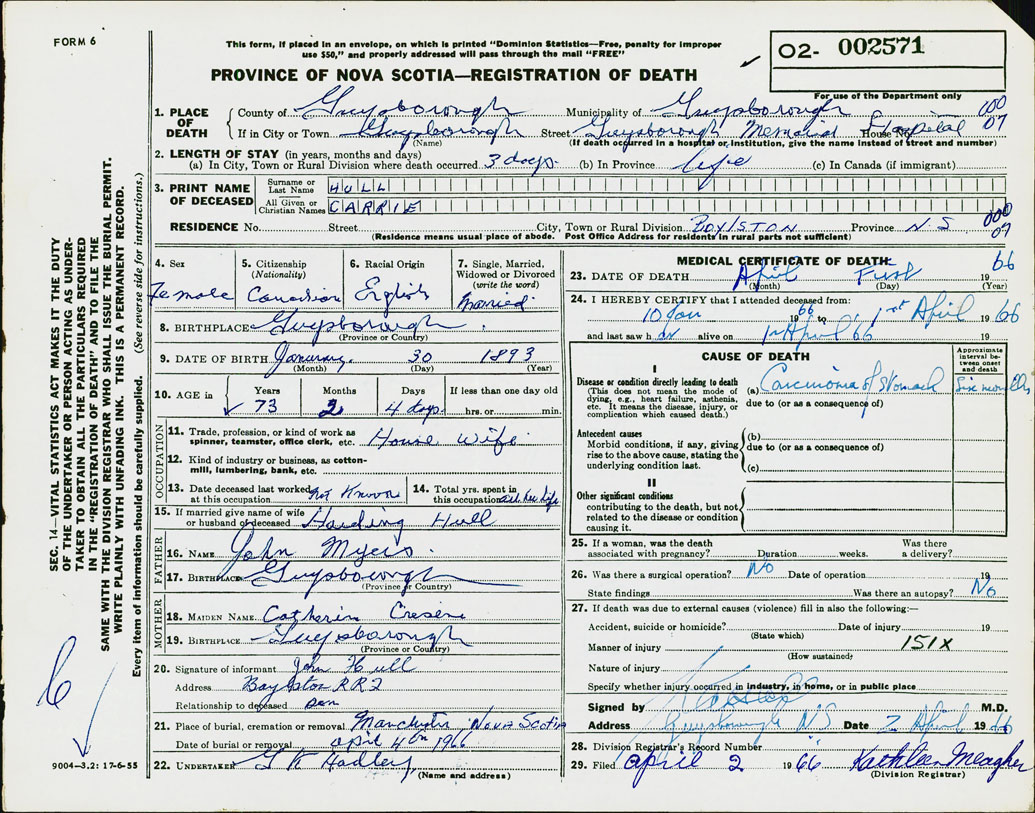 FORM 6
This form, if placed in an envelope, on which is printed "Dominion Statistics—Free, penalty for improper
use $50," and properly addressed will pass through the mail "FREE"
O2- 002571
PROVINCE OF NOVA SCOTIA—REGISTRATION OF DEATH
For use of the Department only
1. PLACE OF DEATH
County of Guysborough Municipality of Guysborough 000
If in City or Town Guysborough Street Guysborough Memorial House No. Hospital 07
(Name) (If death occurred in a hospital or institution, give the name instead of street and number)
2. LENGTH OF STAY (in years, months and days)
(a) In City, Town or Rural Division where death occurred 3 days (b) In Province life (c) In Canada (if immigrant)
3. PRINT NAME OF DECEASED
Surname or Last Name HULL
All Given or Christian Names CARRIE
RESIDENCE No. Street City, Town or Rural Division BOYLSTON Province N.S. 000 07
(Residence means usual place of abode. Post Office Address for residents in rural parts not sufficient)
4. Sex Female
5. Citizenship (Nationality) Canadian
6. Racial Origin English
7. Single, Married, Widowed or Divorced (write the word) Married
8. BIRTHPLACE Guysborough
(Province or Country)
9. DATE OF BIRTH January 30 1893
(Month) (Day) (Year)
10. AGE in Years 73 Months 2 Days 4 days If less than one day old hrs. or min.
OCCUPATION
11. Trade, profession or kind of work as spinner, teamster, office clerk, etc. House wife
12. Kind of industry or business, as cotton-mill, lumbering, bank, etc.
13. Date deceased last worked at this occupation not Known
14. Total yrs. spent in this occupation all her life
15. If married give name of wife or husband of deceased Harding Hull
FATHER
16. NAME John Myers
17. BIRTHPLACE Guysborough
(Province or Country)
MOTHER
18. MAIDEN NAME Catherin
19. BIRTHPLACE Guysborough
(Province or Country)
20. Signature of informant John Hull
Address Boylston RR2
Relationship to deceased son
21. Place of burial, cremation or removal Manchester Nova Scotia
Date of burial or removal april 4th 1966
22. UNDERTAKER Hadley
(Name and address)
MEDICAL CERTIFICATE OF DEATH
23. DATE OF DEATH April First 1966
(Month) (Day) (Year)
24. I HEREBY CERTIFY that I attended deceased from:
10 Jan 1966 to 1st April 1966
and last saw h er alive on 1st April 66
CAUSE OF DEATH
Approximate interval between onset and death
I
Disease or condition directly leading to death (a) Carcinoma of Stomach Six months
(This does not mean the mode of dying, e.g., heart failure, asthenia, etc. It means the disease, injury, or complication which caused death.)
due to (or as a consequence of)
Antecedent causes
Morbid conditions, if any, giving rise to the above cause, stating the underlying condition last.
(b)
due to (or as a consequence of)
(c)
II
Other significant conditions
contributing to the death, but not related to the disease or condition causing it.
25. If a woman, was the death associated with pregnancy? Duration weeks. Was there a delivery?
26. Was there a surgical operation? No Date of operation 19
State findings Was there an autopsy? No
27. If death was due to external causes (violence) fill in also the following:—
Accident, suicide or homicide? Date of injury 19
(State which)
Manner of injury 151X
(How sustained)
Nature of injury
Specify whether injury occurred in industry, in home, or in public place
Signed by M.D.
Address Guysborough NS Date 2 April 1966
28. Division Registrar's Record Number
29. Filed April 2 1966 Kathleen Meagher
(Division Registrar)
SEC. 14—VITAL STATISTICS ACT MAKES IT THE DUTY
OF THE UNDERTAKER OR PERSON ACTING AS UNDER-
TAKER TO OBTAIN ALL THE PARTICULARS REQUIRED
IN THE "REGISTRATION OF DEATH" AND TO FILE THE
SAME WITH THE DIVISION REGISTRAR WHO SHALL ISSUE THE BURIAL PERMIT.
WRITE PLAINLY WITH UNFADING INK. THIS IS A PERMANENT RECORD.
Every item of information should be carefully supplied. (See reverse side for instructions.)
9004—3.2: 17-6-55